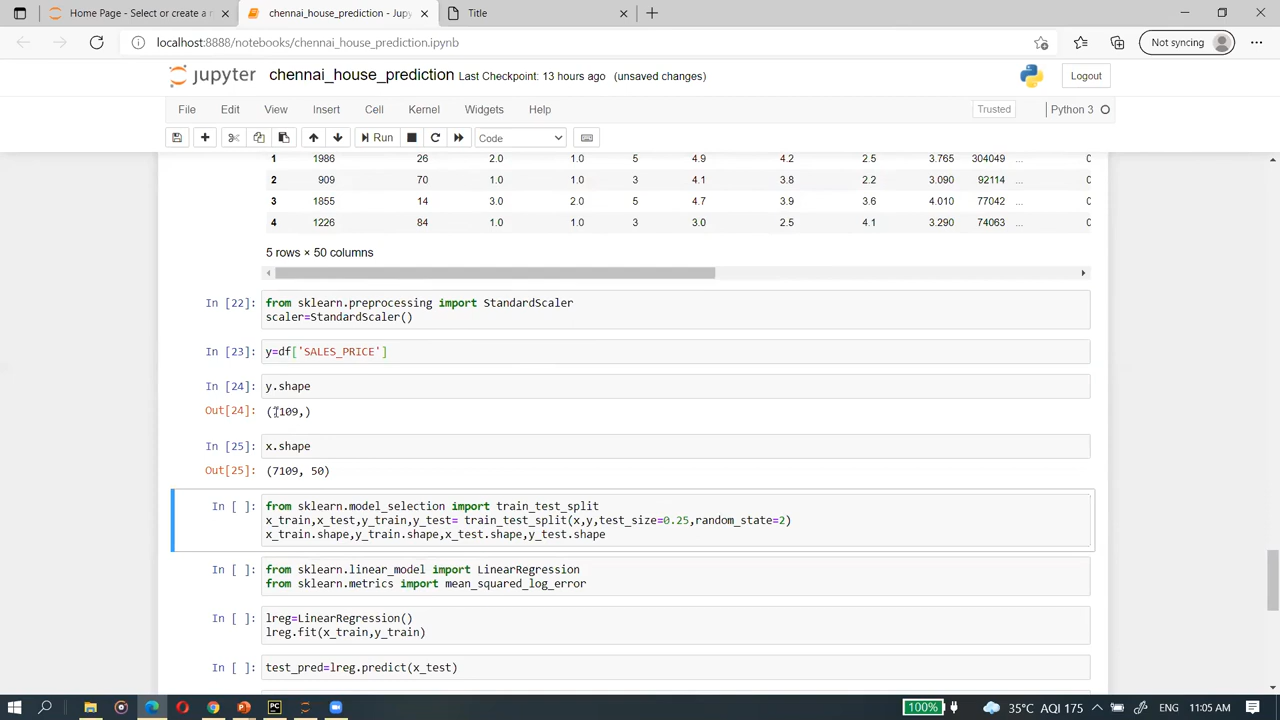 Home Page - Select or create a n
chennai_house_prediction - Jupy
Title
localhost:8888/notebooks/chennai_house_prediction.ipynb
Not syncing
jupyter chennai_house_prediction Last Checkpoint: 13 hours ago (unsaved changes)
Logout
File Edit View Insert Cell Kernel Widgets Help
Trusted
Python 3
Run
Code
1 1986 26 2.0 1.0 5 4.9 4.2 2.5 3.765 304049 ... 0
2 909 70 1.0 1.0 3 4.1 3.8 2.2 3.090 92114 ... 0
3 1855 14 3.0 2.0 5 4.7 3.9 3.6 4.010 77042 ... 0
4 1226 84 1.0 1.0 3 3.0 2.5 4.1 3.290 74063 ... 0
5 rows × 50 columns
In [22]: from sklearn.preprocessing import StandardScaler
scaler=StandardScaler()
In [23]: y=df['SALES_PRICE']
In [24]: y.shape
Out[24]: (7109,)
In [25]: x.shape
Out[25]: (7109, 50)
In [ ]: from sklearn.model_selection import train_test_split
x_train,x_test,y_train,y_test= train_test_split(x,y,test_size=0.25,random_state=2)
x_train.shape,y_train.shape,x_test.shape,y_test.shape
In [ ]: from sklearn.linear_model import LinearRegression
from sklearn.metrics import mean_squared_log_error
In [ ]: lreg=LinearRegression()
lreg.fit(x_train,y_train)
In [ ]: test_pred=lreg.predict(x_test)
100%
35°C AQI 175
ENG
11:05 AM